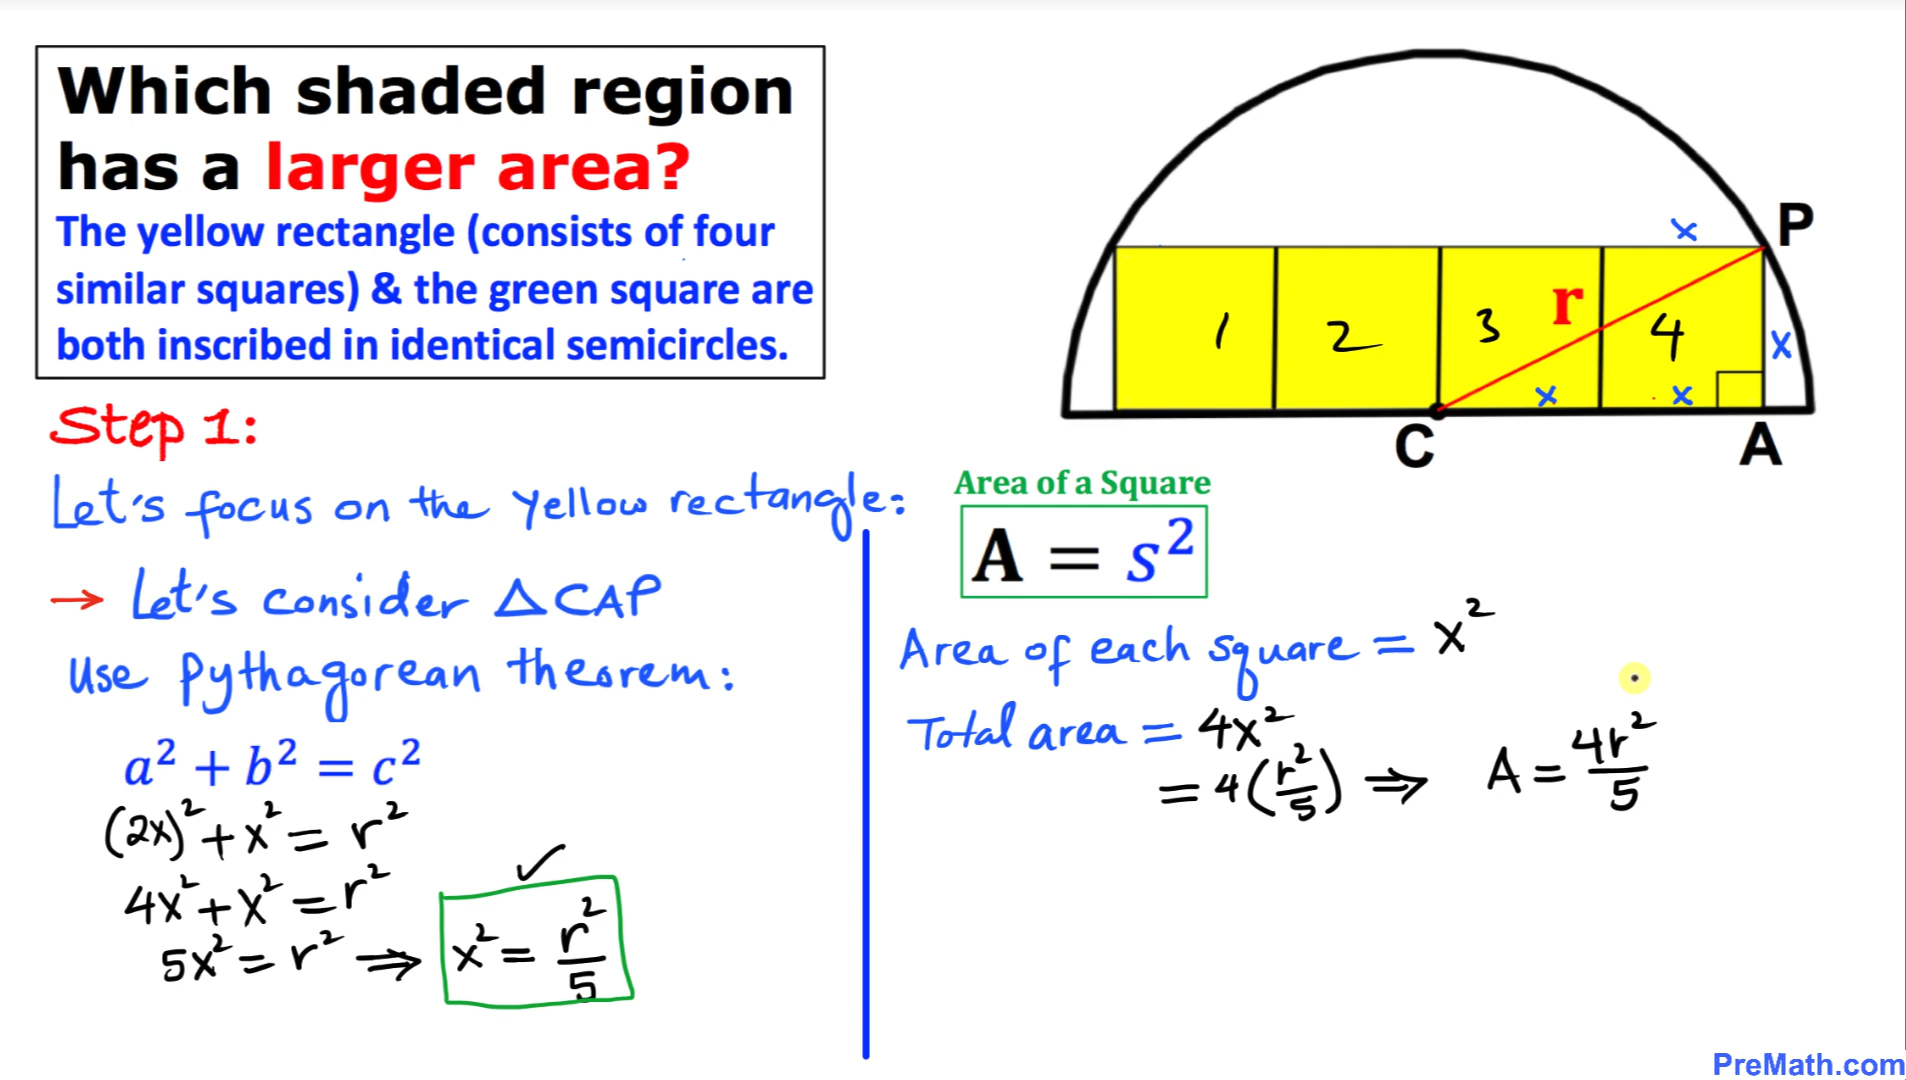 Which shaded region
has a larger area?
The yellow rectangle (consists of four
similar squares) & the green square are
both inscribed in identical semicircles.
P
x
r
1
2
3
4
x
x
x
C
A
Step 1:
Let's focus on the yellow rectangle:
→ Let's consider △CAP
Use Pythagorean theorem:
a² + b² = c²
(2x)² + x² = r²
4x² + x² = r²
5x² = r² ⇒ x² = r²/5
✓
Area of a Square
A = s²
Area of each square = x²
Total area = 4x²
= 4(r²/5) ⇒ A = 4r²/5
PreMath.com